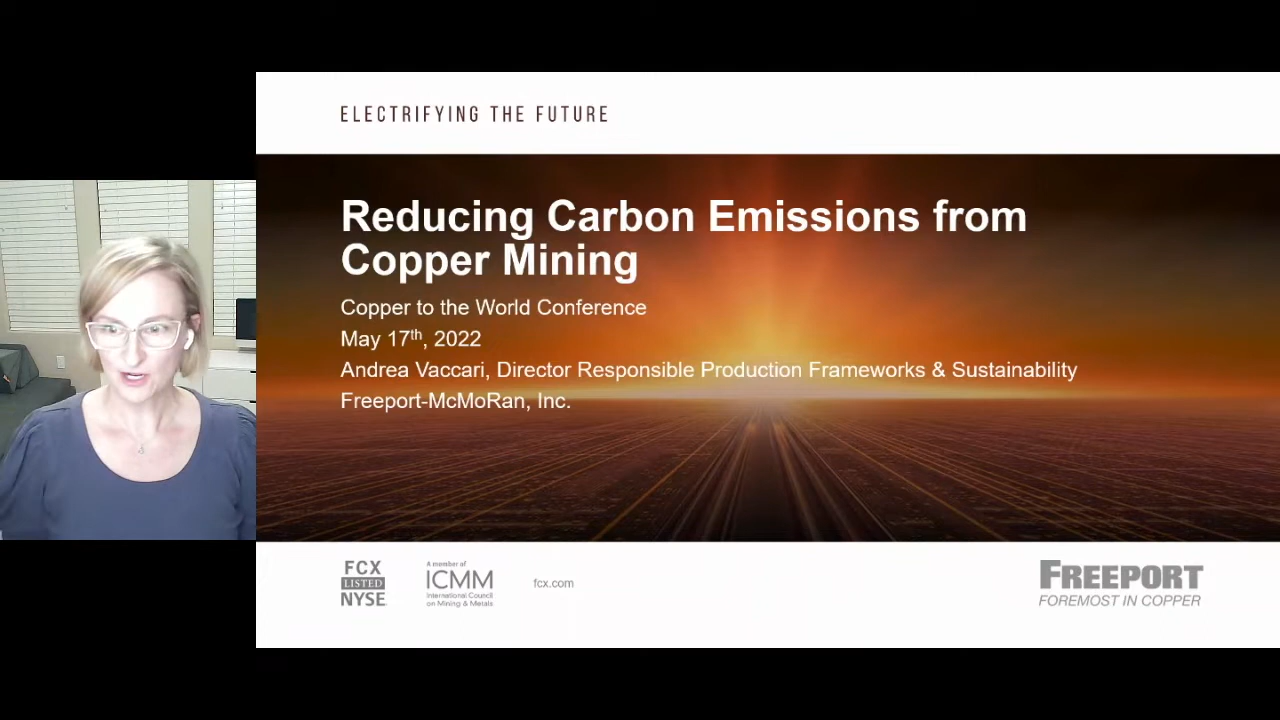 ELECTRIFYING THE FUTURE
Reducing Carbon Emissions from
Copper Mining
Copper to the World Conference
May 17th, 2022
Andrea Vaccari, Director Responsible Production Frameworks & Sustainability
Freeport-McMoRan, Inc.
FCX
LISTED
NYSE
A member of
ICMM
International Council
on Mining & Metals
fcx.com
FREEPORT
FOREMOST IN COPPER